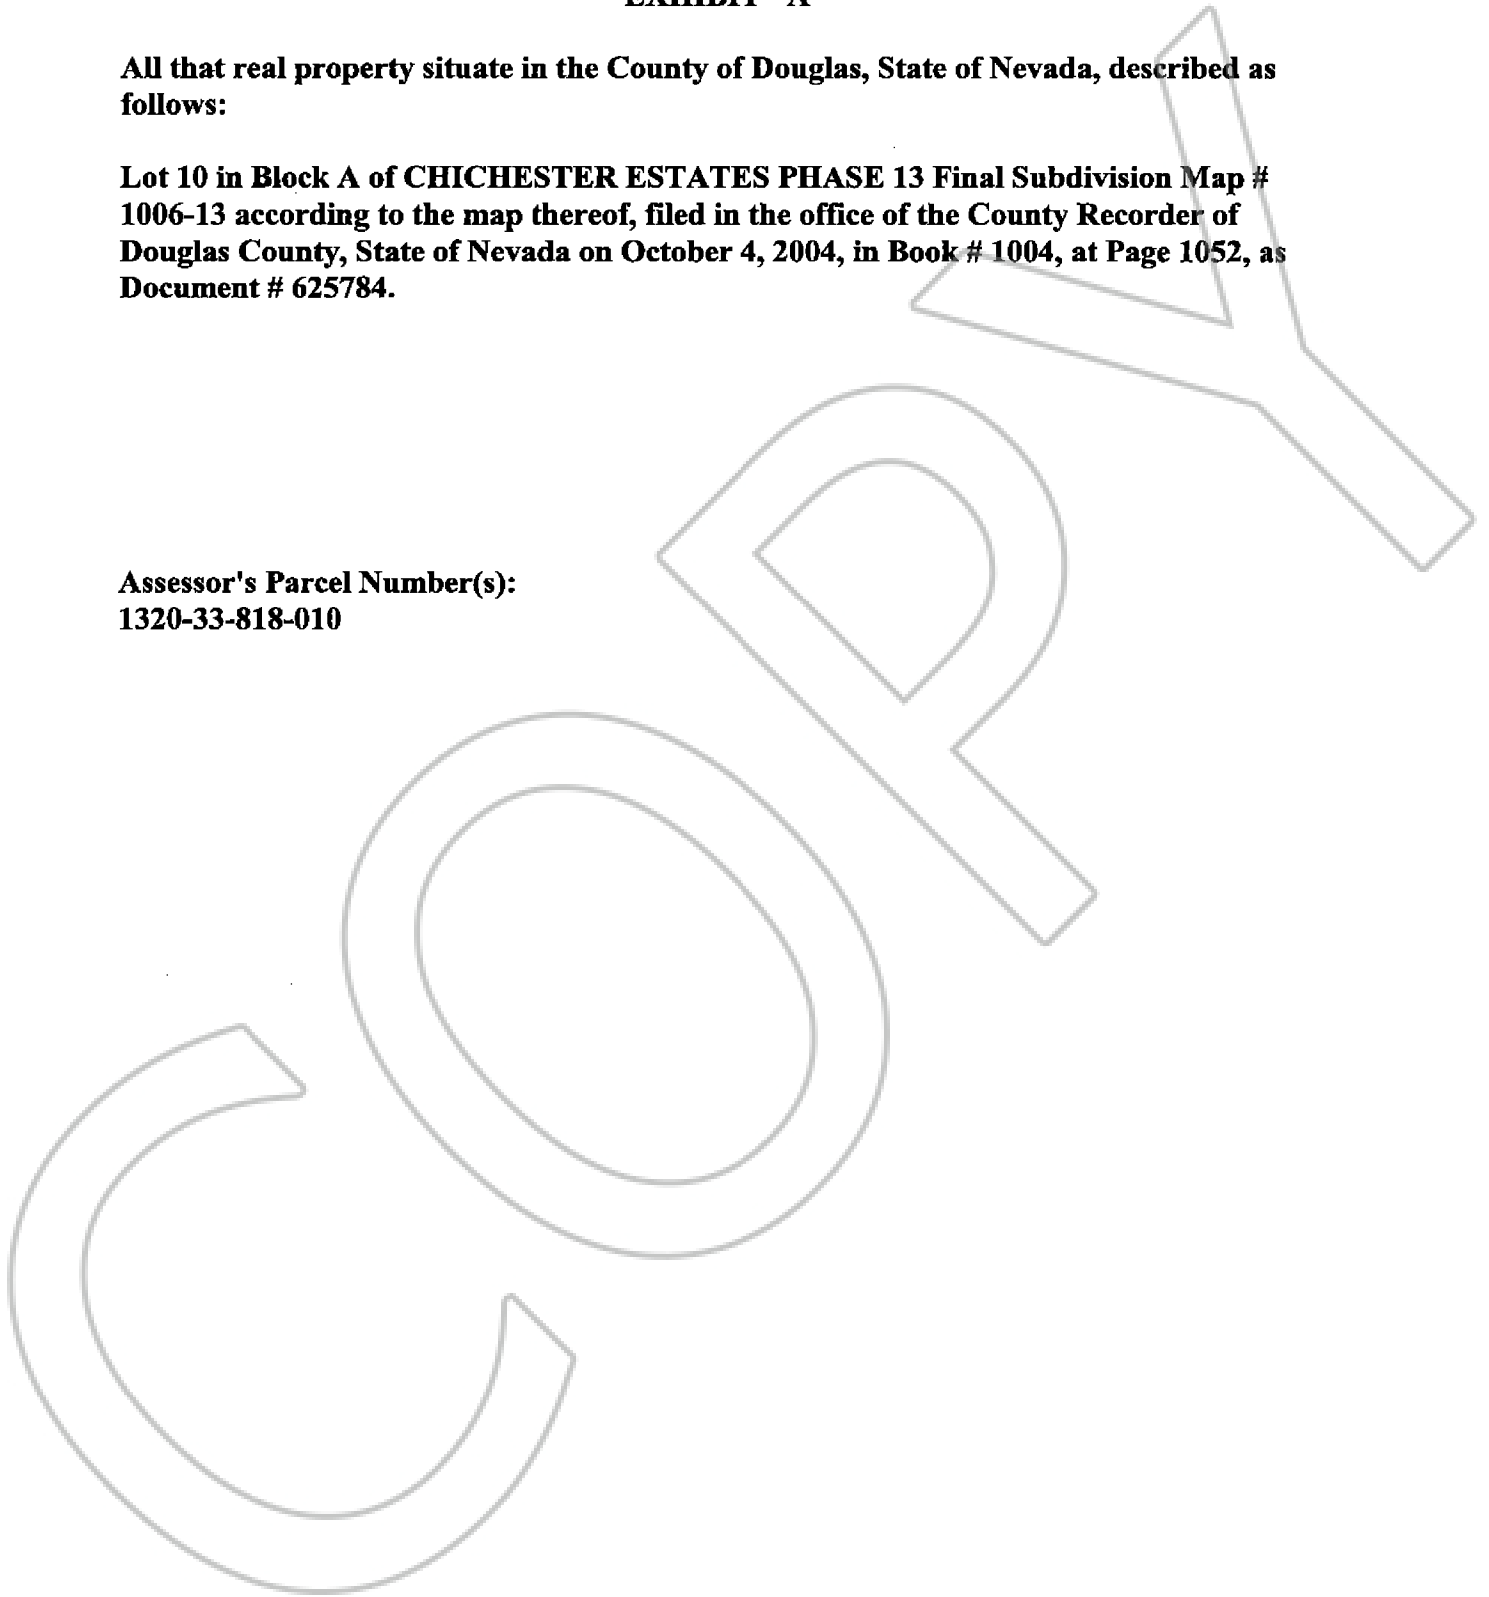 EXHIBIT "A"
All that real property situate in the County of Douglas, State of Nevada, described as
follows:
Lot 10 in Block A of CHICHESTER ESTATES PHASE 13 Final Subdivision Map #
1006-13 according to the map thereof, filed in the office of the County Recorder of
Douglas County, State of Nevada on October 4, 2004, in Book # 1004, at Page 1052, as
Document # 625784.
Assessor's Parcel Number(s):
1320-33-818-010
COPY